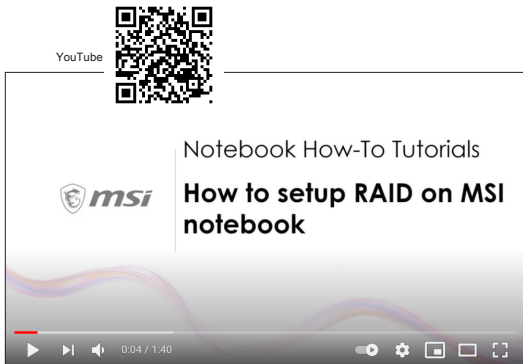 YouTube
Notebook How-To Tutorials
msi
How to setup RAID on MSI
notebook
0:04 / 1:40